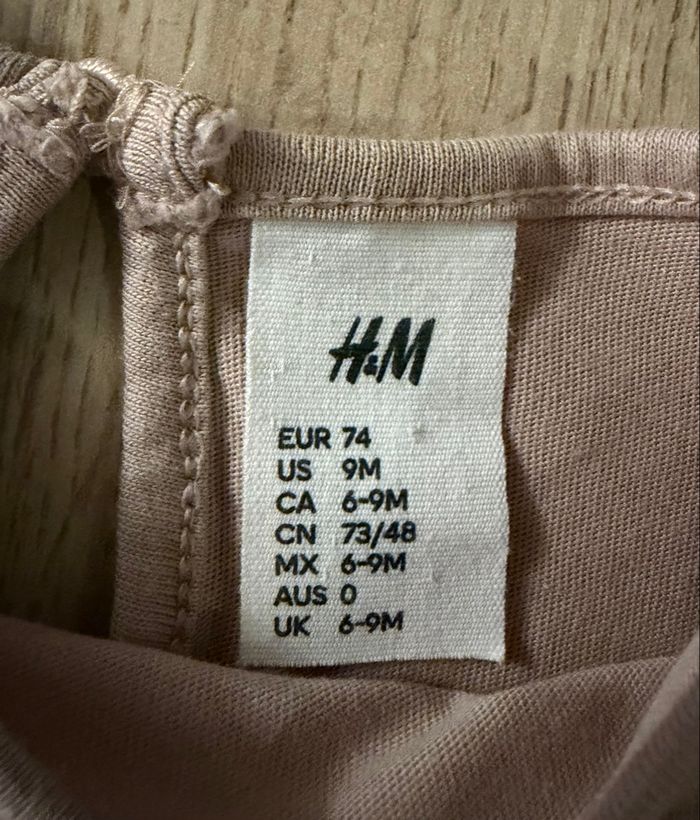 H&M
EUR 74
US 9M
CA 6-9M
CN 73/48
MX 6-9M
AUS 0
UK 6-9M